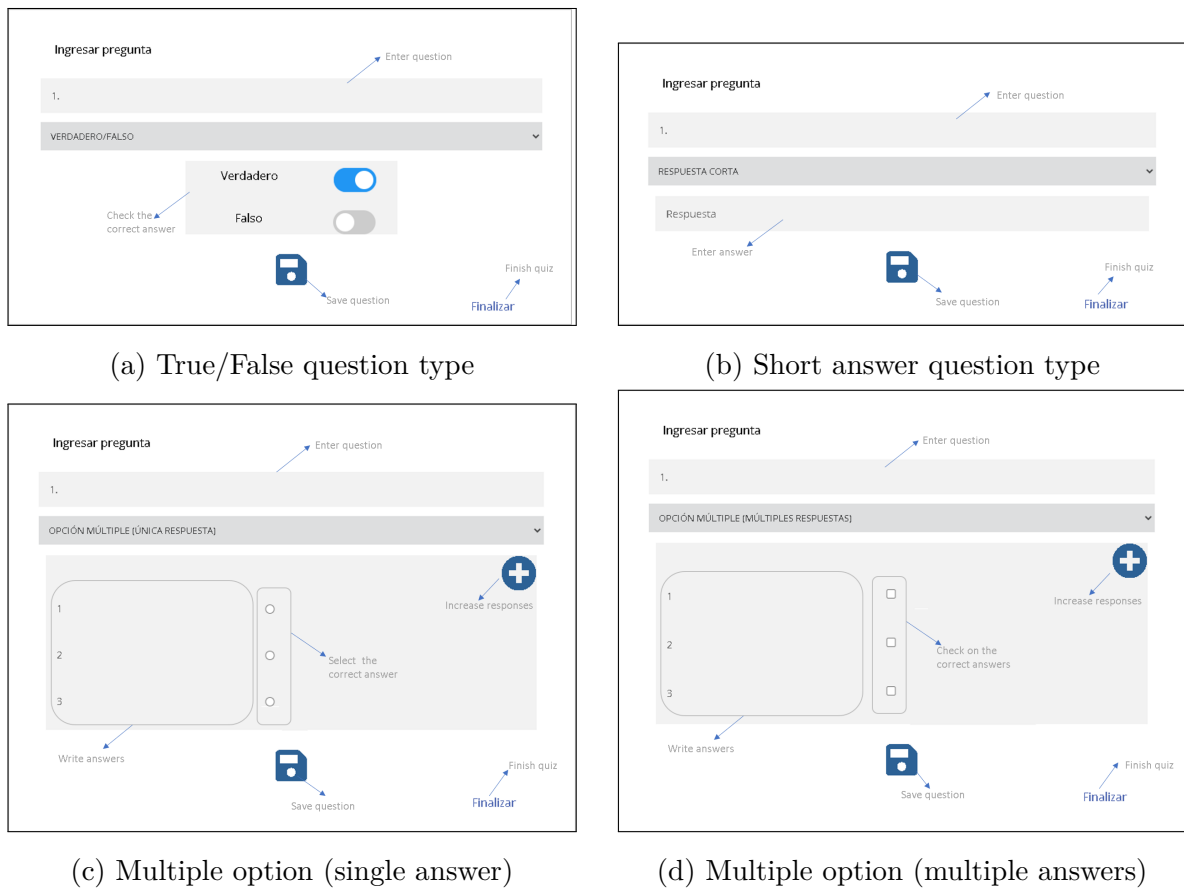 Ingresar pregunta
Enter question
1.
VERDADERO/FALSO
Verdadero
Check the
correct answer
Falso
Finish quiz
Save question
Finalizar
(a) True/False question type
Ingresar pregunta
Enter question
1.
RESPUESTA CORTA
Respuesta
Enter answer
Finish quiz
Save question
Finalizar
(b) Short answer question type
Ingresar pregunta
Enter question
1.
OPCIÓN MÚLTIPLE [ÚNICA RESPUESTA]
Increase responses
1
2
Select the
correct answer
3
Write answers
Finish quiz
Save question
Finalizar
(c) Multiple option (single answer)
Ingresar pregunta
Enter question
1.
OPCIÓN MÚLTIPLE [MÚLTIPLES RESPUESTAS]
Increase responses
1
2
Check on the
correct answers
3
Write answers
Finish quiz
Save question
Finalizar
(d) Multiple option (multiple answers)